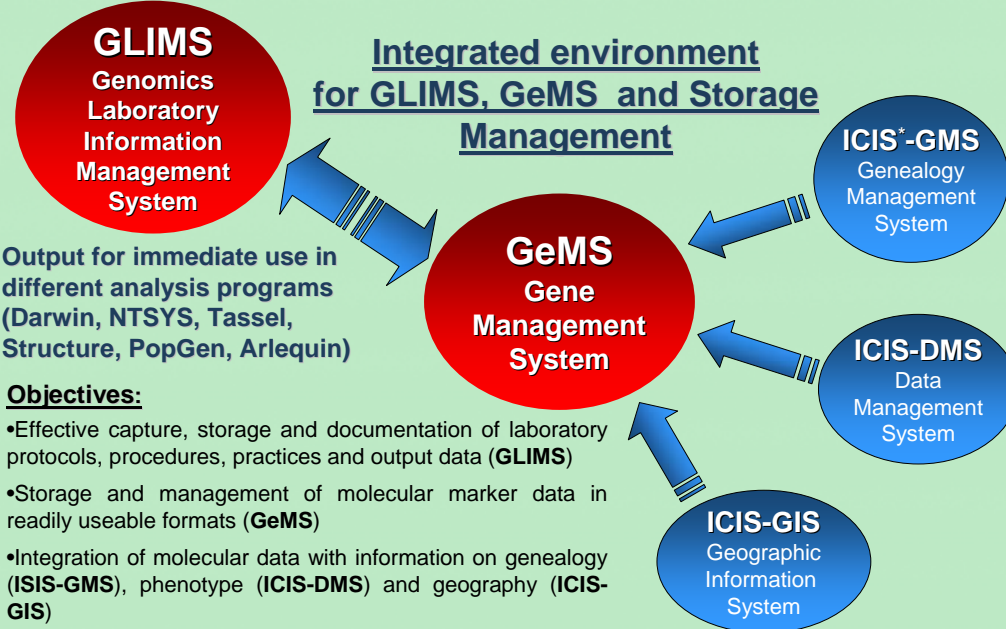 GLIMS
Genomics
Laboratory
Information
Management
System
Integrated environment
for GLIMS, GeMS and Storage
Management
ICIS*-GMS
Genealogy
Management
System
GeMS
Gene
Management
System
Output for immediate use in
different analysis programs
(Darwin, NTSYS, Tassel,
Structure, PopGen, Arlequin)
ICIS-DMS
Data
Management
System
Objectives:
•Effective capture, storage and documentation of laboratory
protocols, procedures, practices and output data (GLIMS)
•Storage and management of molecular marker data in
readily useable formats (GeMS)
•Integration of molecular data with information on genealogy
(ISIS-GMS), phenotype (ICIS-DMS) and geography (ICIS-
GIS)
ICIS-GIS
Geographic
Information
System